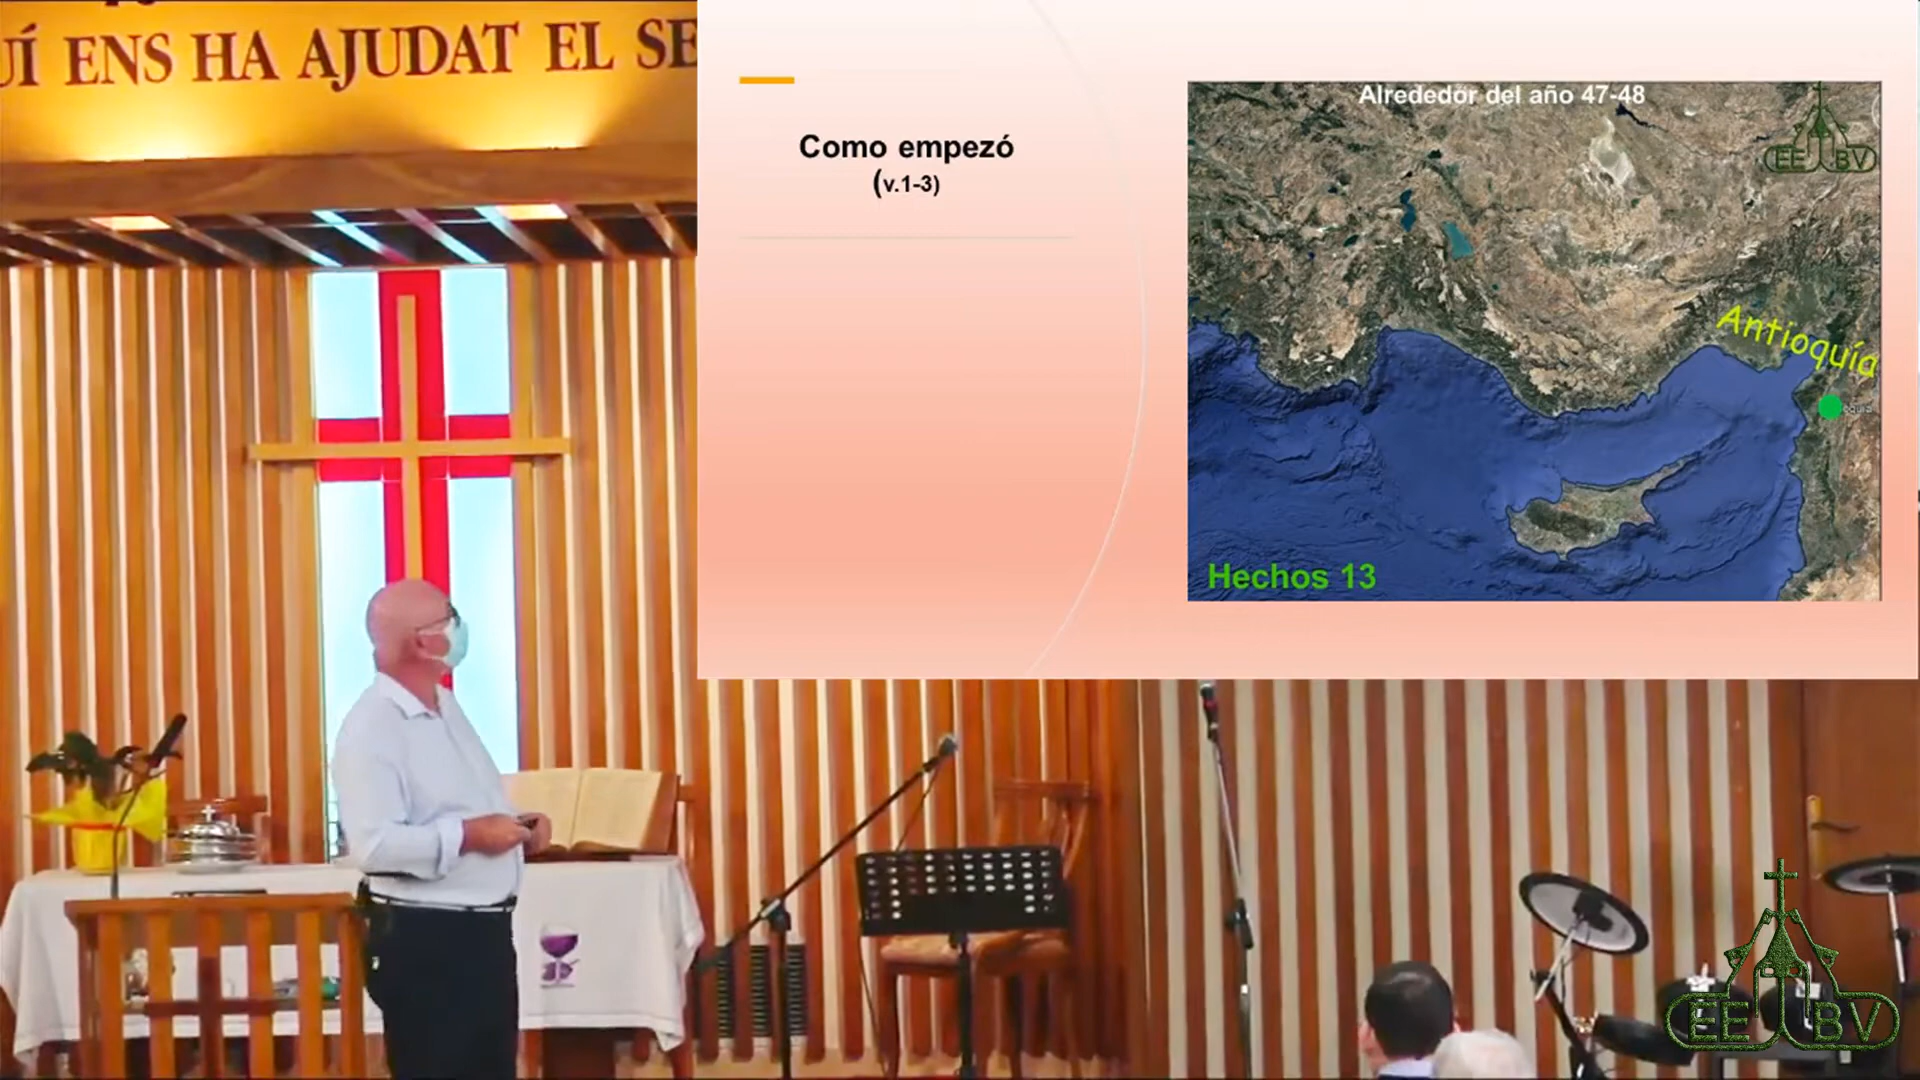 UÍ ENS HA AJUDAT EL SE
Como empezó
(v.1-3)
Alrededor del año 47-48
EE BV
Antioquía
Hechos 13
EE BV